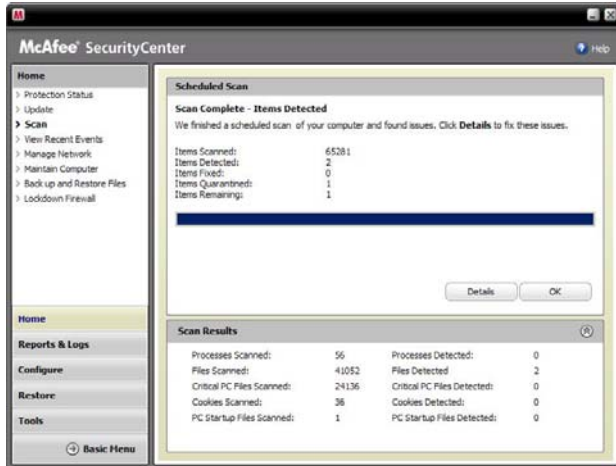 McAfee® SecurityCenter
Help
Home
Protection Status
Update
Scan
View Recent Events
Manage Network
Maintain Computer
Back up and Restore Files
Lockdown Firewall
Home
Reports & Logs
Configure
Restore
Tools
Basic Menu
Scheduled Scan
Scan Complete - Items Detected
We finished a scheduled scan of your computer and found issues. Click Details to fix these issues.
Items Scanned: 65281
Items Detected: 2
Items Fixed: 0
Items Quarantined: 1
Items Remaining: 1
Details OK
Scan Results
Processes Scanned: 56 Processes Detected: 0
Files Scanned: 41052 Files Detected 2
Critical PC Files Scanned: 24136 Critical PC Files Detected: 0
Cookies Scanned: 36 Cookies Detected: 0
PC Startup Files Scanned: 1 PC Startup Files Detected: 0